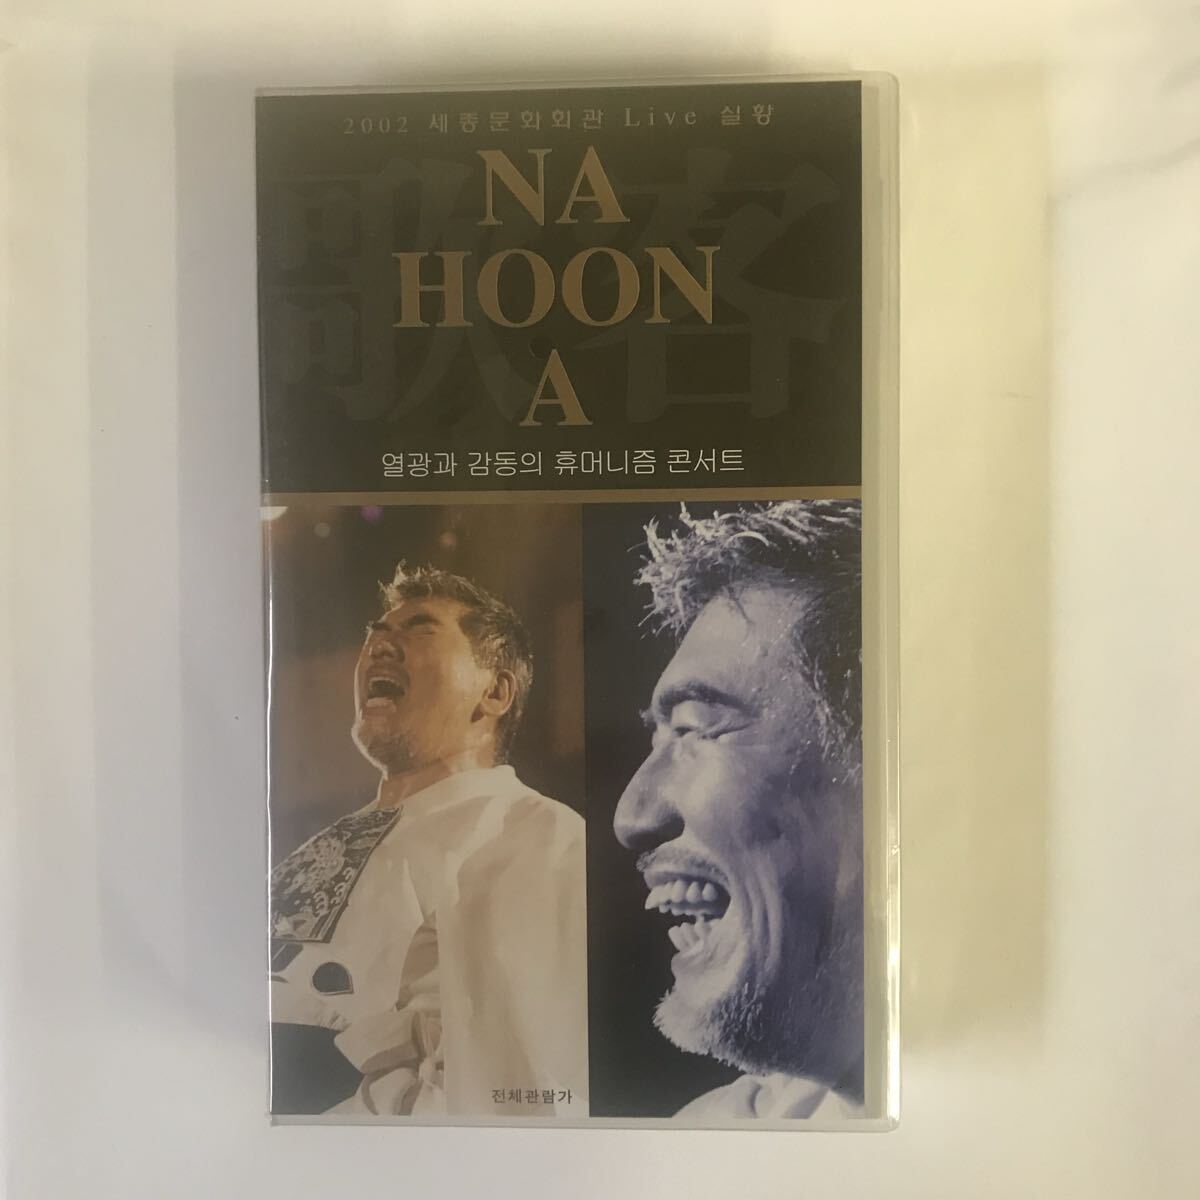 2002 세종문화회관 Live 실황
歌客
NA
HOON
A
열광과 감동의 휴머니즘 콘서트
전체관람가